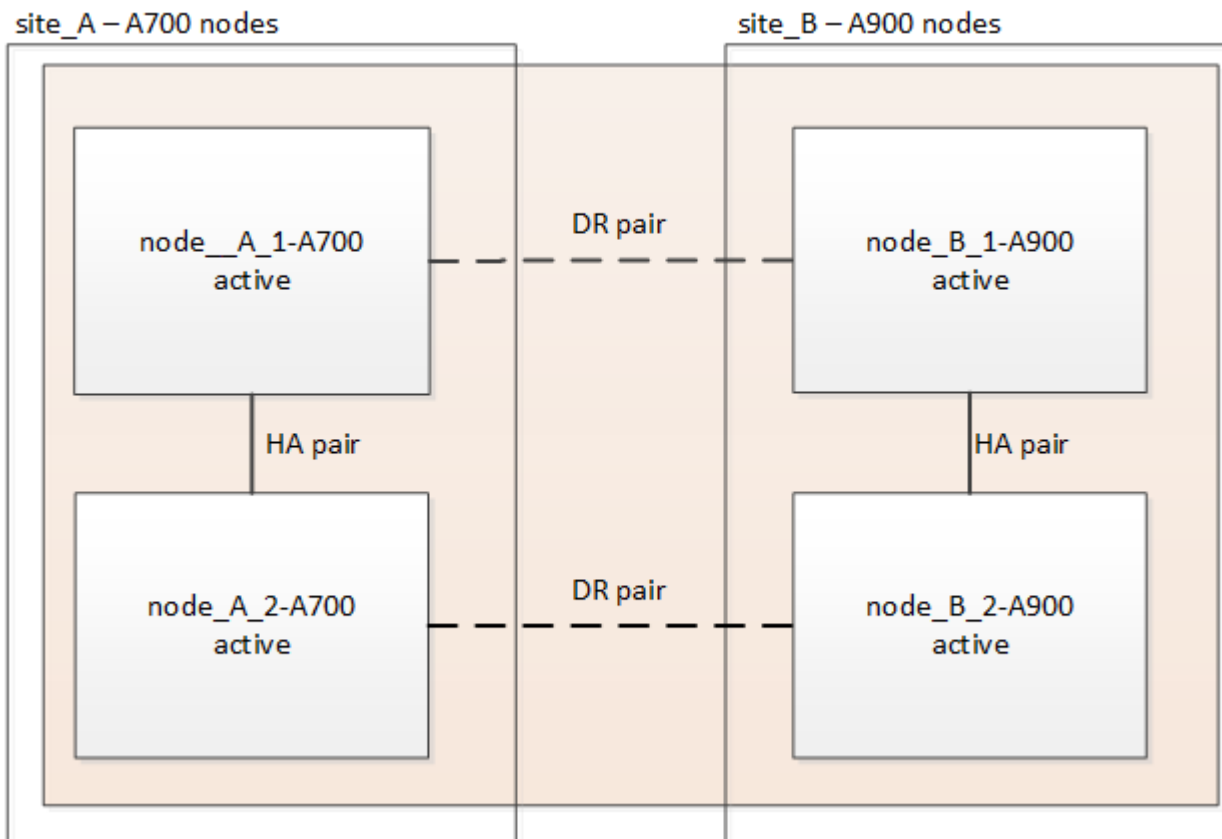 site_A – A700 nodes
site_B – A900 nodes
node__A_1-A700
active
DR pair
node_B_1-A900
active
HA pair
HA pair
node_A_2-A700
active
DR pair
node_B_2-A900
active